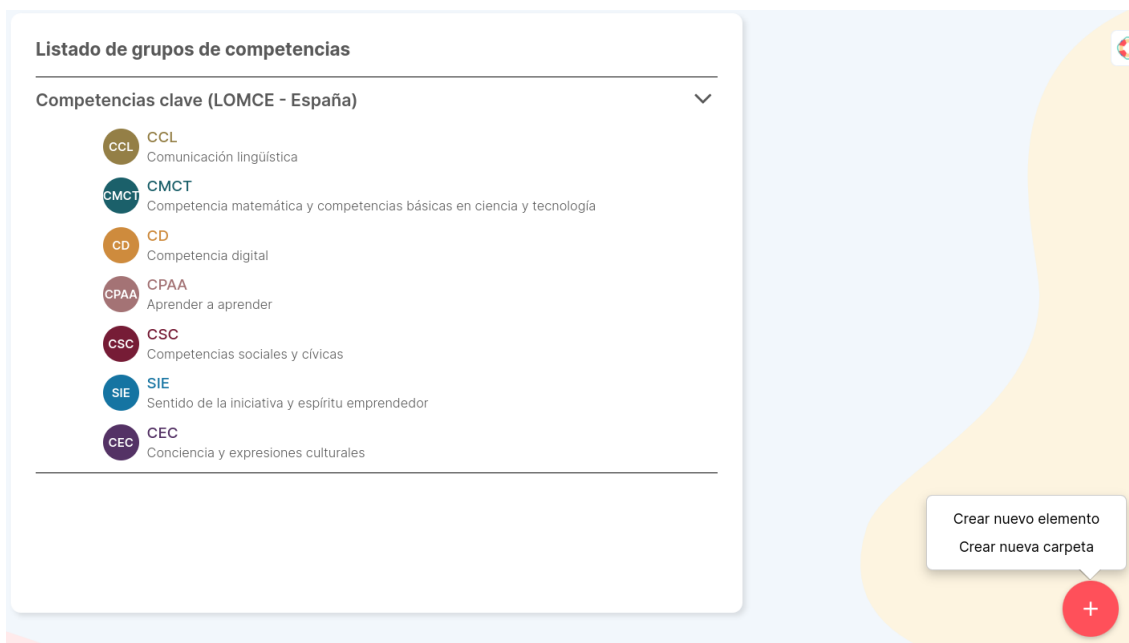 Listado de grupos de competencias
Competencias clave (LOMCE - España)
CCL
CCL
Comunicación lingüística
CMCT
CMCT
Competencia matemática y competencias básicas en ciencia y tecnología
CD
CD
Competencia digital
CPAA
CPAA
Aprender a aprender
CSC
CSC
Competencias sociales y cívicas
SIE
SIE
Sentido de la iniciativa y espíritu emprendedor
CEC
CEC
Conciencia y expresiones culturales
Crear nuevo elemento
Crear nueva carpeta
+